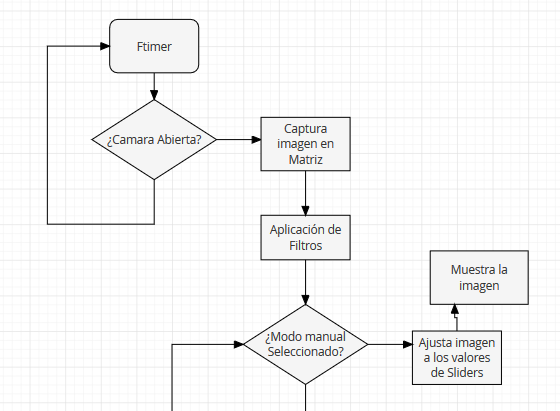 Ftimer
¿Camara Abierta?
Captura
imagen en
Matriz
Aplicación de
Filtros
¿Modo manual
Seleccionado?
Muestra la
imagen
Ajusta imagen
a los valores
de Sliders